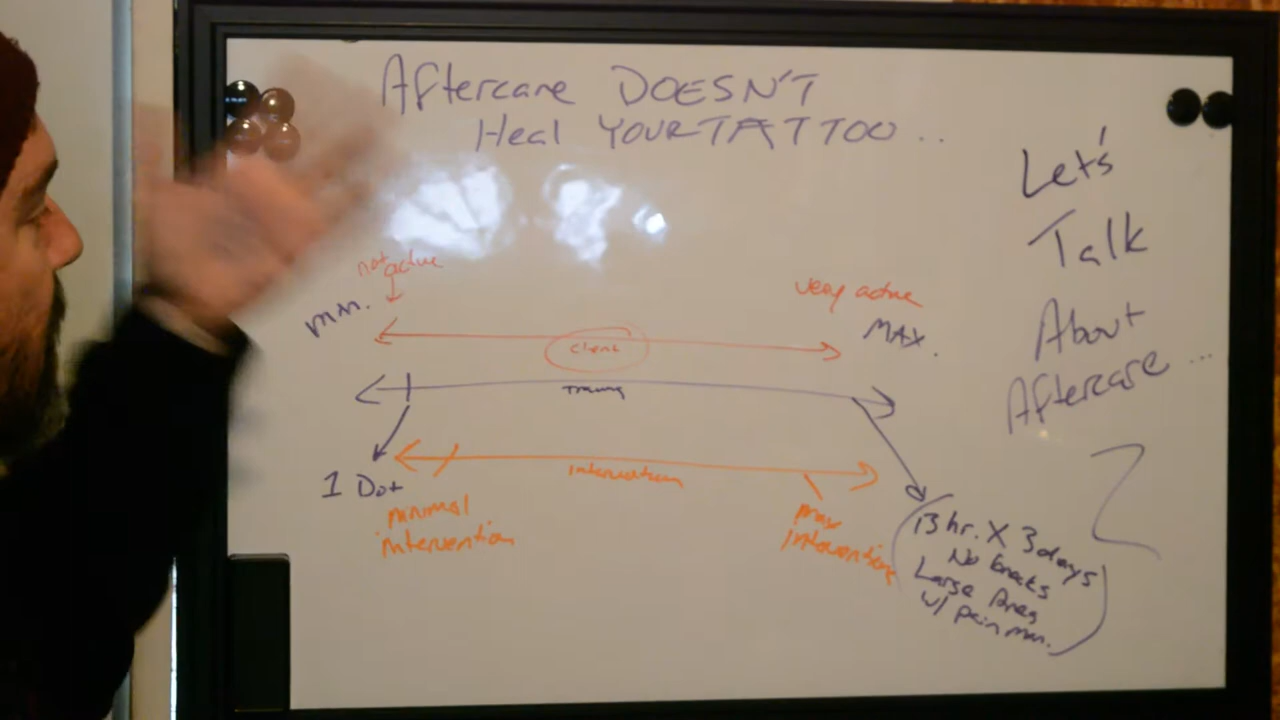 Aftercare DOESN'T
Heal YOUR TATTOO ..
Let's
Talk
About
Aftercare ...
not active
very active
min.
MAX.
client
Trauma
intervention
1 Dot
minimal
intervention
max
intervention
13 hr. X 3 days
No breaks
Large Area
w/ pain man.